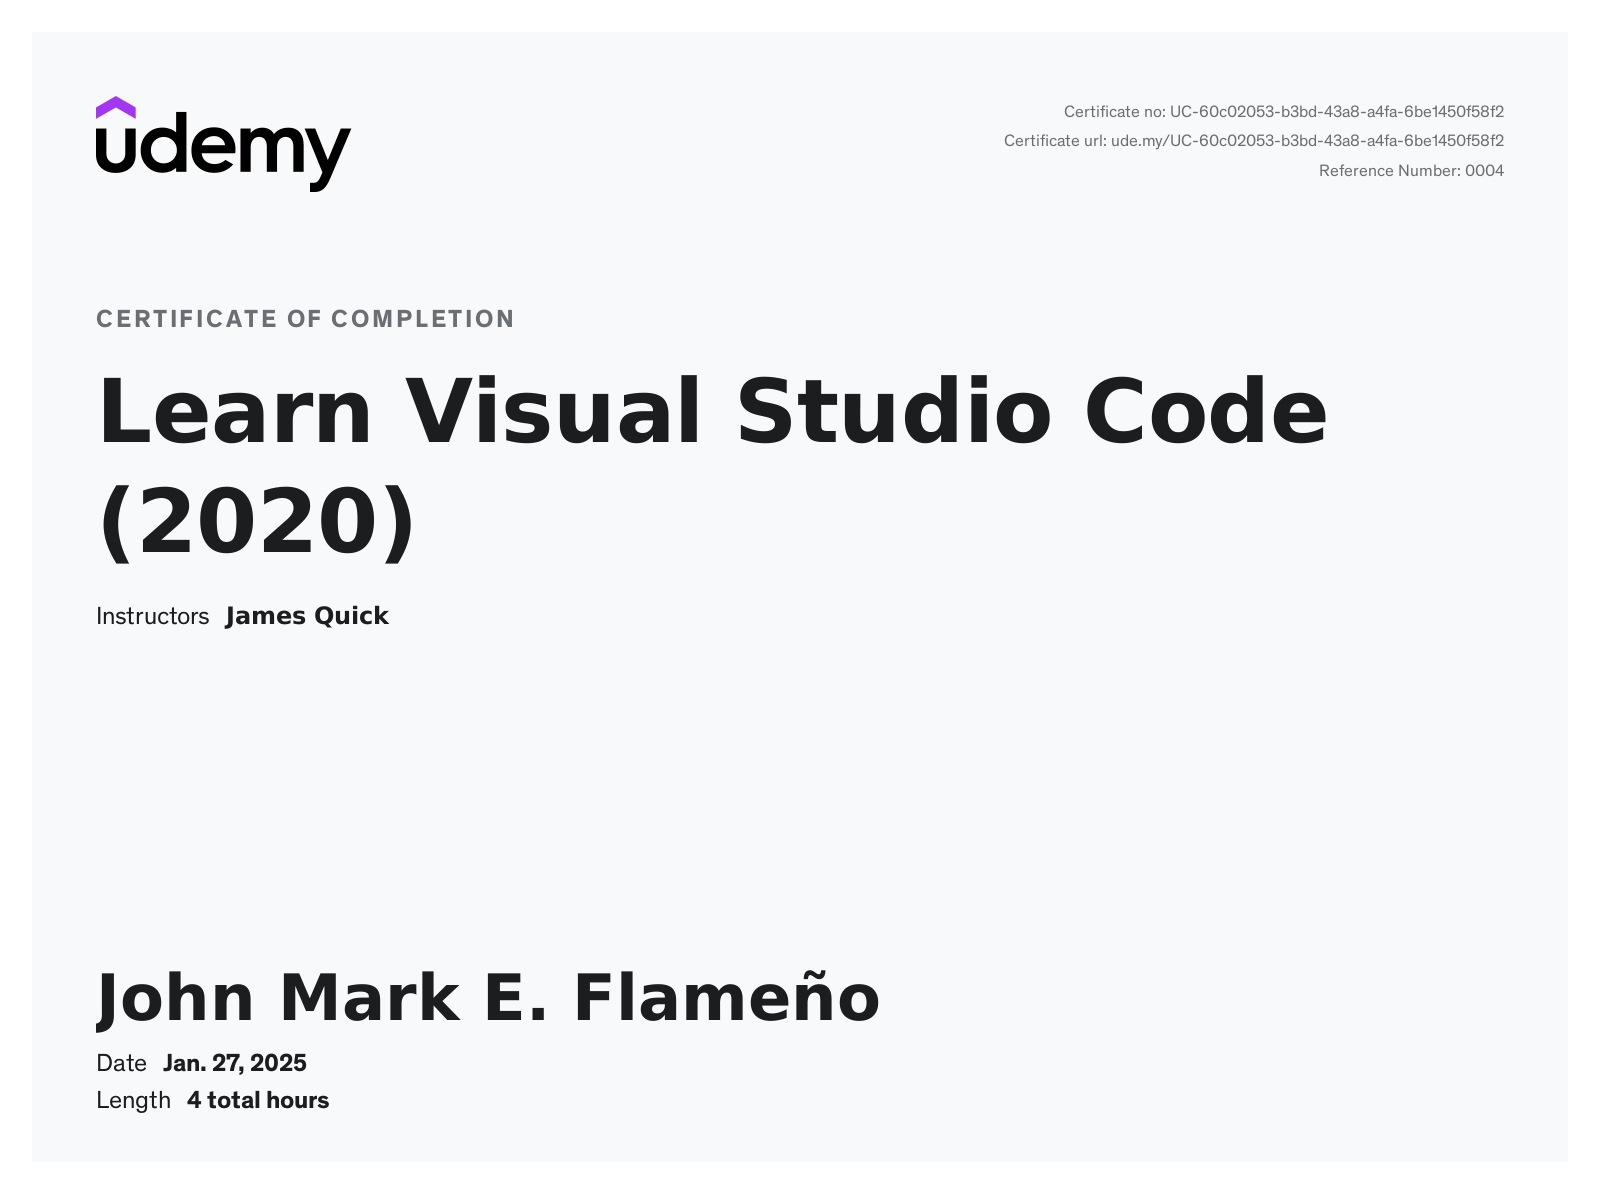 udemy
Certificate no: UC-60c02053-b3bd-43a8-a4fa-6be1450f58f2
Certificate url: ude.my/UC-60c02053-b3bd-43a8-a4fa-6be1450f58f2
Reference Number: 0004
CERTIFICATE OF COMPLETION
Learn Visual Studio Code
(2020)
Instructors James Quick
John Mark E. Flameño
Date Jan. 27, 2025
Length 4 total hours